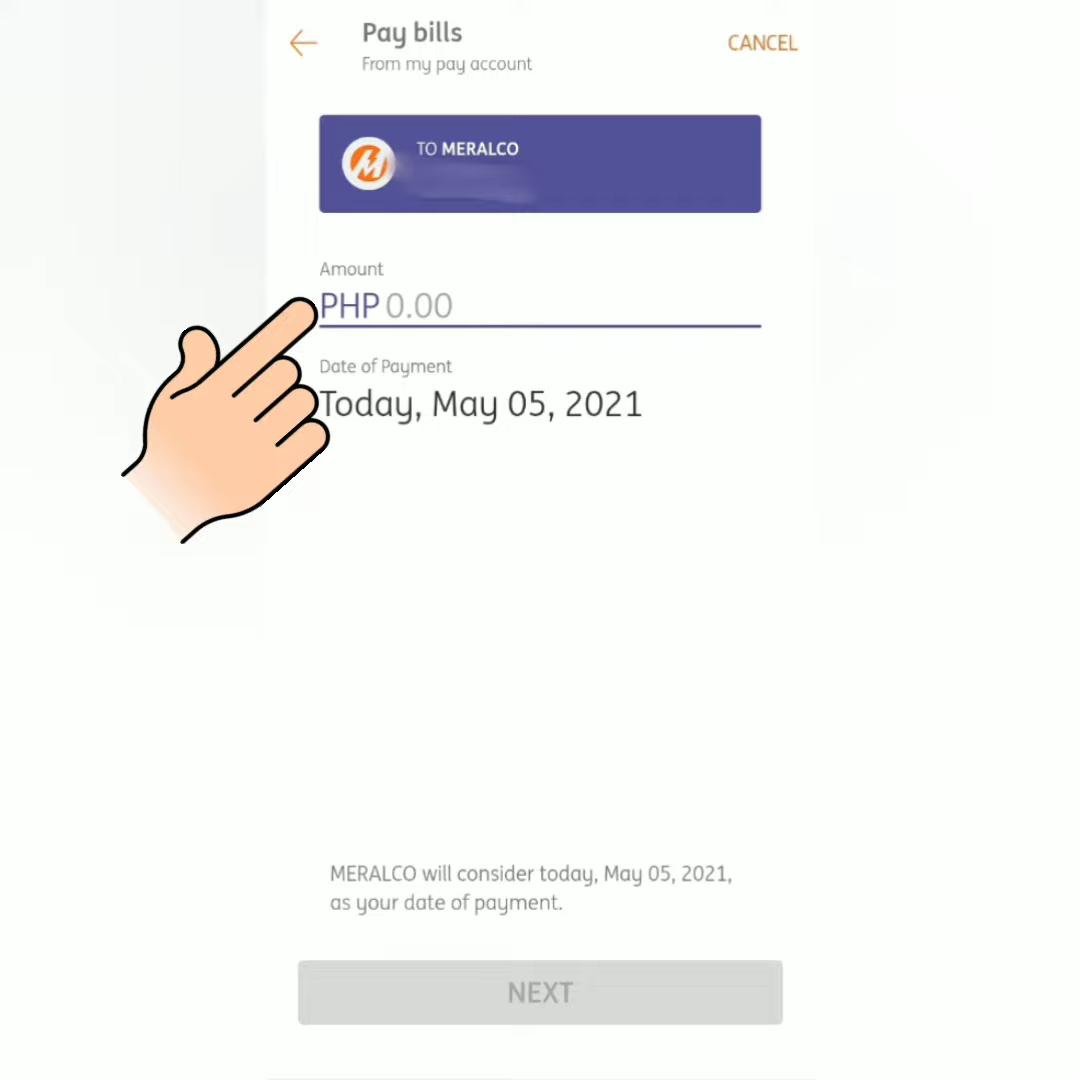 Pay bills
CANCEL
From my pay account
TO MERALCO
Amount
PHP 0.00
Date of Payment
Today, May 05, 2021
MERALCO will consider today, May 05, 2021,
as your date of payment.
NEXT